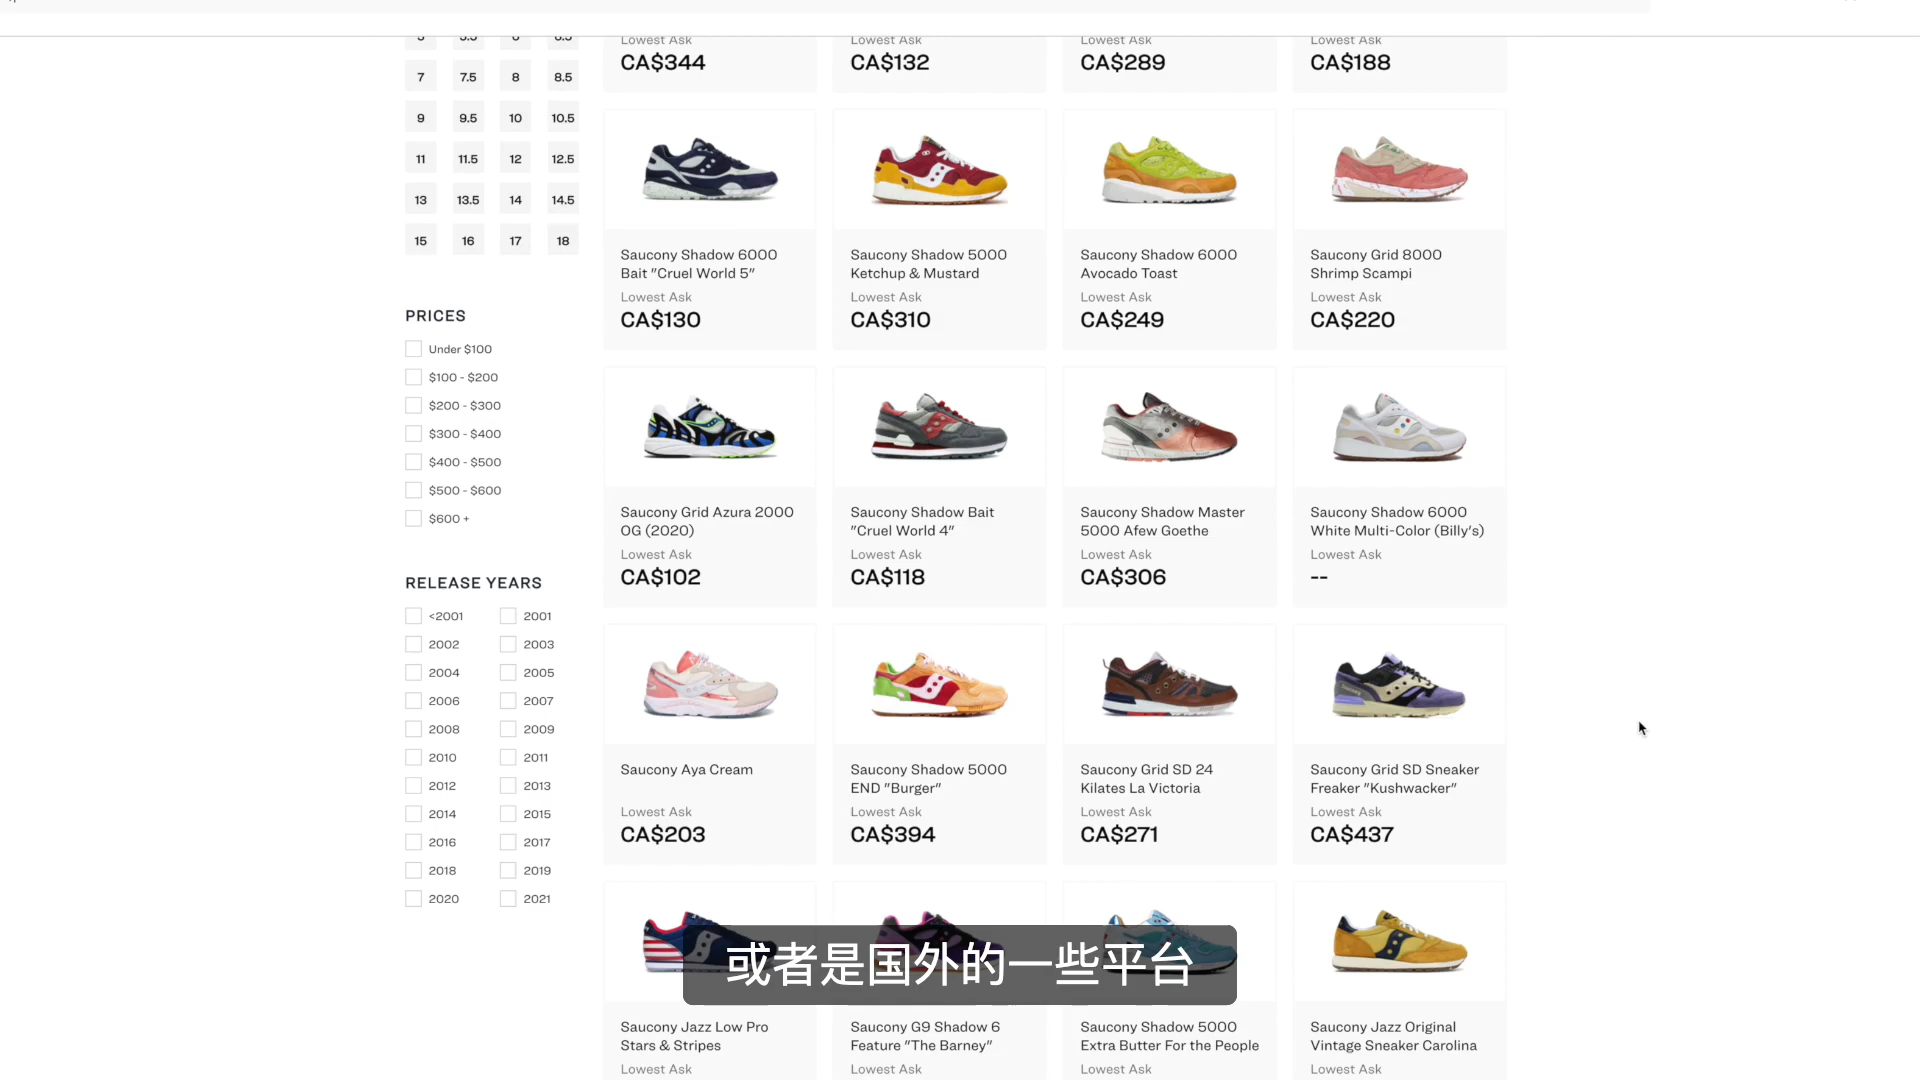 5 5.5 6 6.5
7 7.5 8 8.5
9 9.5 10 10.5
11 11.5 12 12.5
13 13.5 14 14.5
15 16 17 18
PRICES
Under $100
$100 - $200
$200 - $300
$300 - $400
$400 - $500
$500 - $600
$600 +
RELEASE YEARS
<2001 2001
2002 2003
2004 2005
2006 2007
2008 2009
2010 2011
2012 2013
2014 2015
2016 2017
2018 2019
2020 2021
Lowest Ask
CA$344
Lowest Ask
CA$132
Lowest Ask
CA$289
Lowest Ask
CA$188
Saucony Shadow 6000
Bait "Cruel World 5"
Lowest Ask
CA$130
Saucony Shadow 5000
Ketchup & Mustard
Lowest Ask
CA$310
Saucony Shadow 6000
Avocado Toast
Lowest Ask
CA$249
Saucony Grid 8000
Shrimp Scampi
Lowest Ask
CA$220
Saucony Grid Azura 2000
OG (2020)
Lowest Ask
CA$102
Saucony Shadow Bait
"Cruel World 4"
Lowest Ask
CA$118
Saucony Shadow Master
5000 Afew Goethe
Lowest Ask
CA$306
Saucony Shadow 6000
White Multi-Color (Billy's)
Lowest Ask
--
Saucony Aya Cream
Lowest Ask
CA$203
Saucony Shadow 5000
END "Burger"
Lowest Ask
CA$394
Saucony Grid SD 24
Kilates La Victoria
Lowest Ask
CA$271
Saucony Grid SD Sneaker
Freaker "Kushwacker"
Lowest Ask
CA$437
或者是国外的一些平台
Saucony Jazz Low Pro
Stars & Stripes
Lowest Ask
Saucony G9 Shadow 6
Feature "The Barney"
Lowest Ask
Saucony Shadow 5000
Extra Butter For the People
Lowest Ask
Saucony Jazz Original
Vintage Sneaker Carolina
Lowest Ask